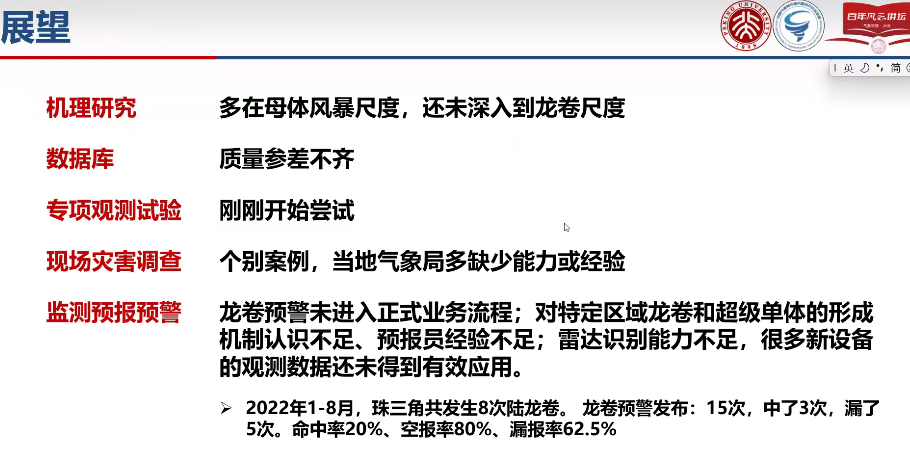 展望
PEKING UNIVERSITY
1898
百年风云讲坛
英 简
机理研究 多在母体风暴尺度，还未深入到龙卷尺度
数据库 质量参差不齐
专项观测试验 刚刚开始尝试
现场灾害调查 个别案例，当地气象局多缺少能力或经验
监测预报预警 龙卷预警未进入正式业务流程；对特定区域龙卷和超级单体的形成
机制认识不足、预报员经验不足；雷达识别能力不足，很多新设备
的观测数据还未得到有效应用。
➢ 2022年1-8月，珠三角共发生8次陆龙卷。 龙卷预警发布：15次，中了3次，漏了
5次。命中率20%、空报率80%、漏报率62.5%